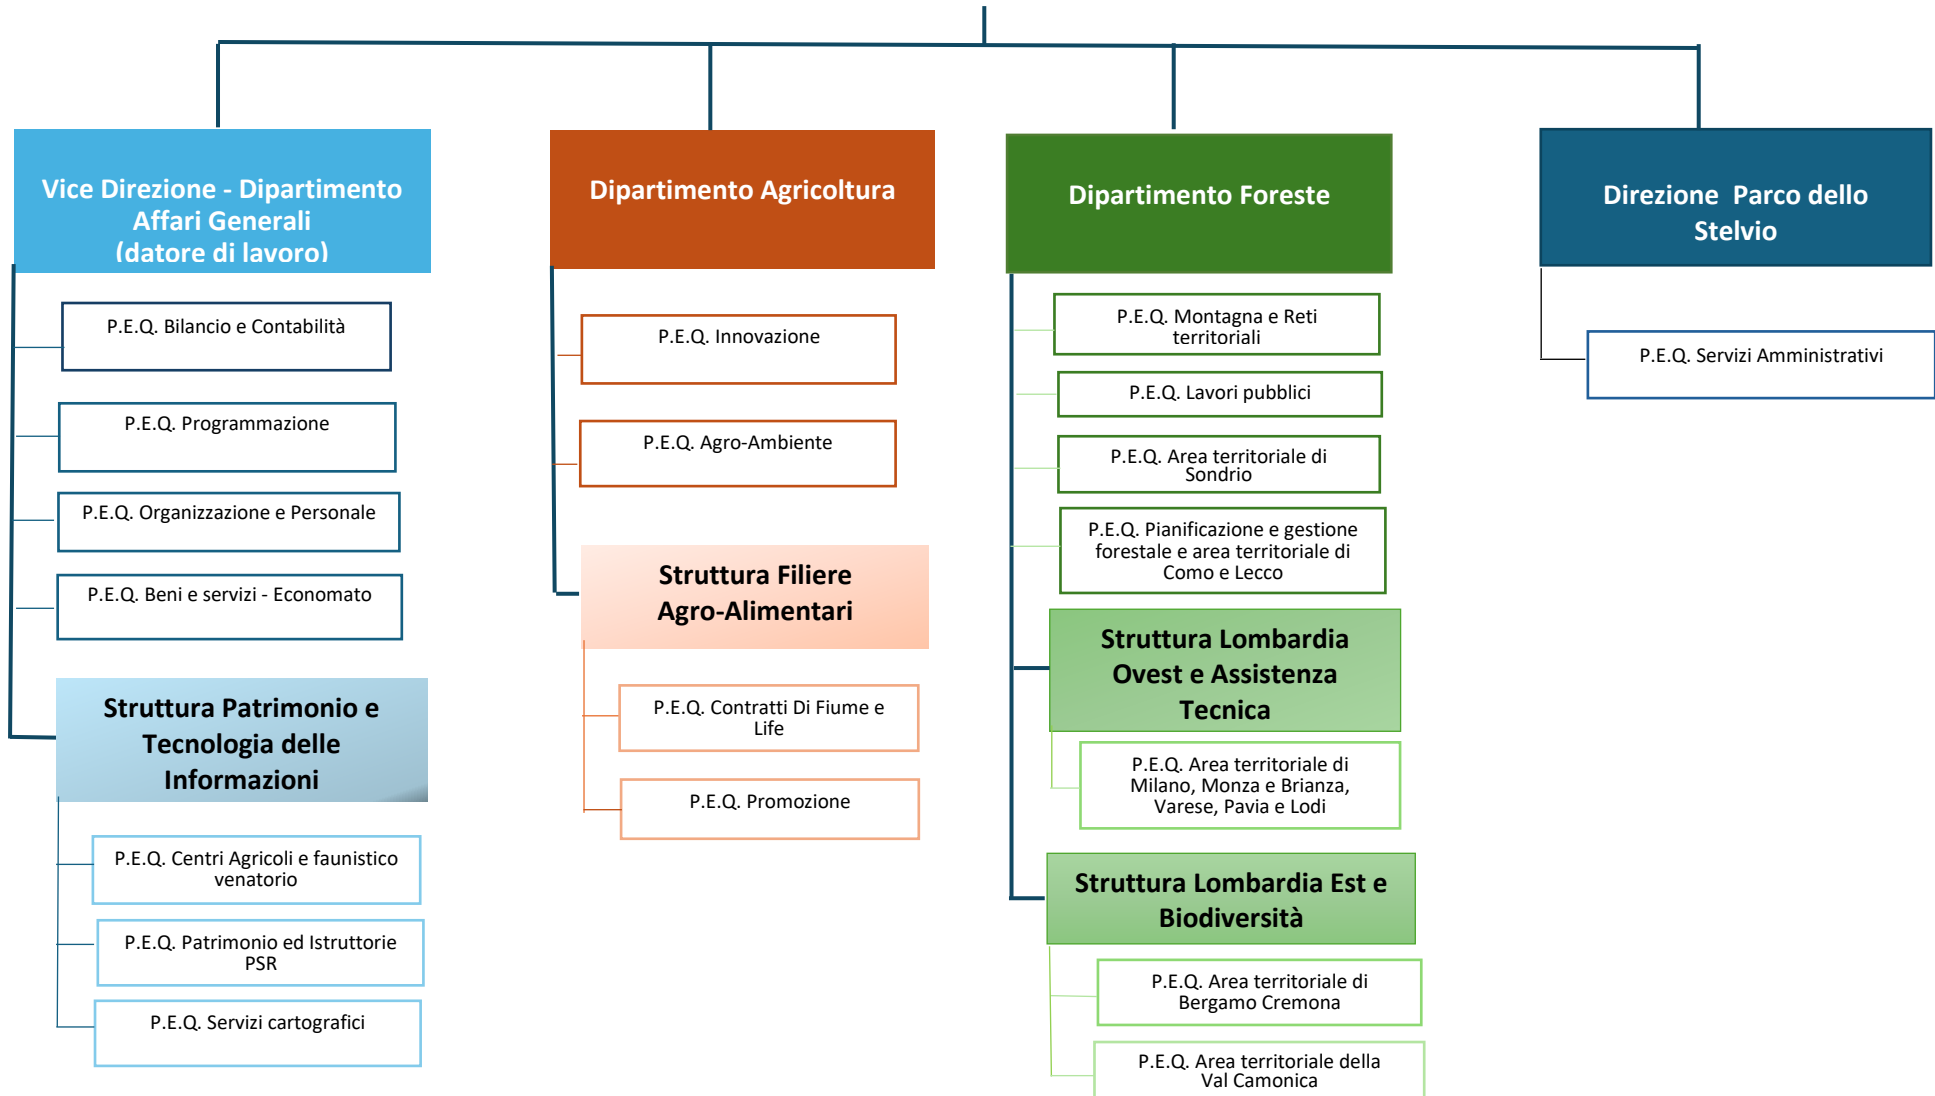 Vice Direzione - Dipartimento
Affari Generali
(datore di lavoro)
P.E.Q. Bilancio e Contabilità
P.E.Q. Programmazione
P.E.Q. Organizzazione e Personale
P.E.Q. Beni e servizi - Economato
Struttura Patrimonio e
Tecnologia delle
Informazioni
P.E.Q. Centri Agricoli e faunistico
venatorio
P.E.Q. Patrimonio ed Istruttorie
PSR
P.E.Q. Servizi cartografici
Dipartimento Agricoltura
P.E.Q. Innovazione
P.E.Q. Agro-Ambiente
Struttura Filiere
Agro-Alimentari
P.E.Q. Contratti Di Fiume e
Life
P.E.Q. Promozione
Dipartimento Foreste
P.E.Q. Montagna e Reti
territoriali
P.E.Q. Lavori pubblici
P.E.Q. Area territoriale di
Sondrio
P.E.Q. Pianificazione e gestione
forestale e area territoriale di
Como e Lecco
Struttura Lombardia
Ovest e Assistenza
Tecnica
P.E.Q. Area territoriale di
Milano, Monza e Brianza,
Varese, Pavia e Lodi
Struttura Lombardia Est e
Biodiversità
P.E.Q. Area territoriale di
Bergamo Cremona
P.E.Q. Area territoriale della
Val Camonica
Direzione  Parco dello
Stelvio
P.E.Q. Servizi Amministrativi